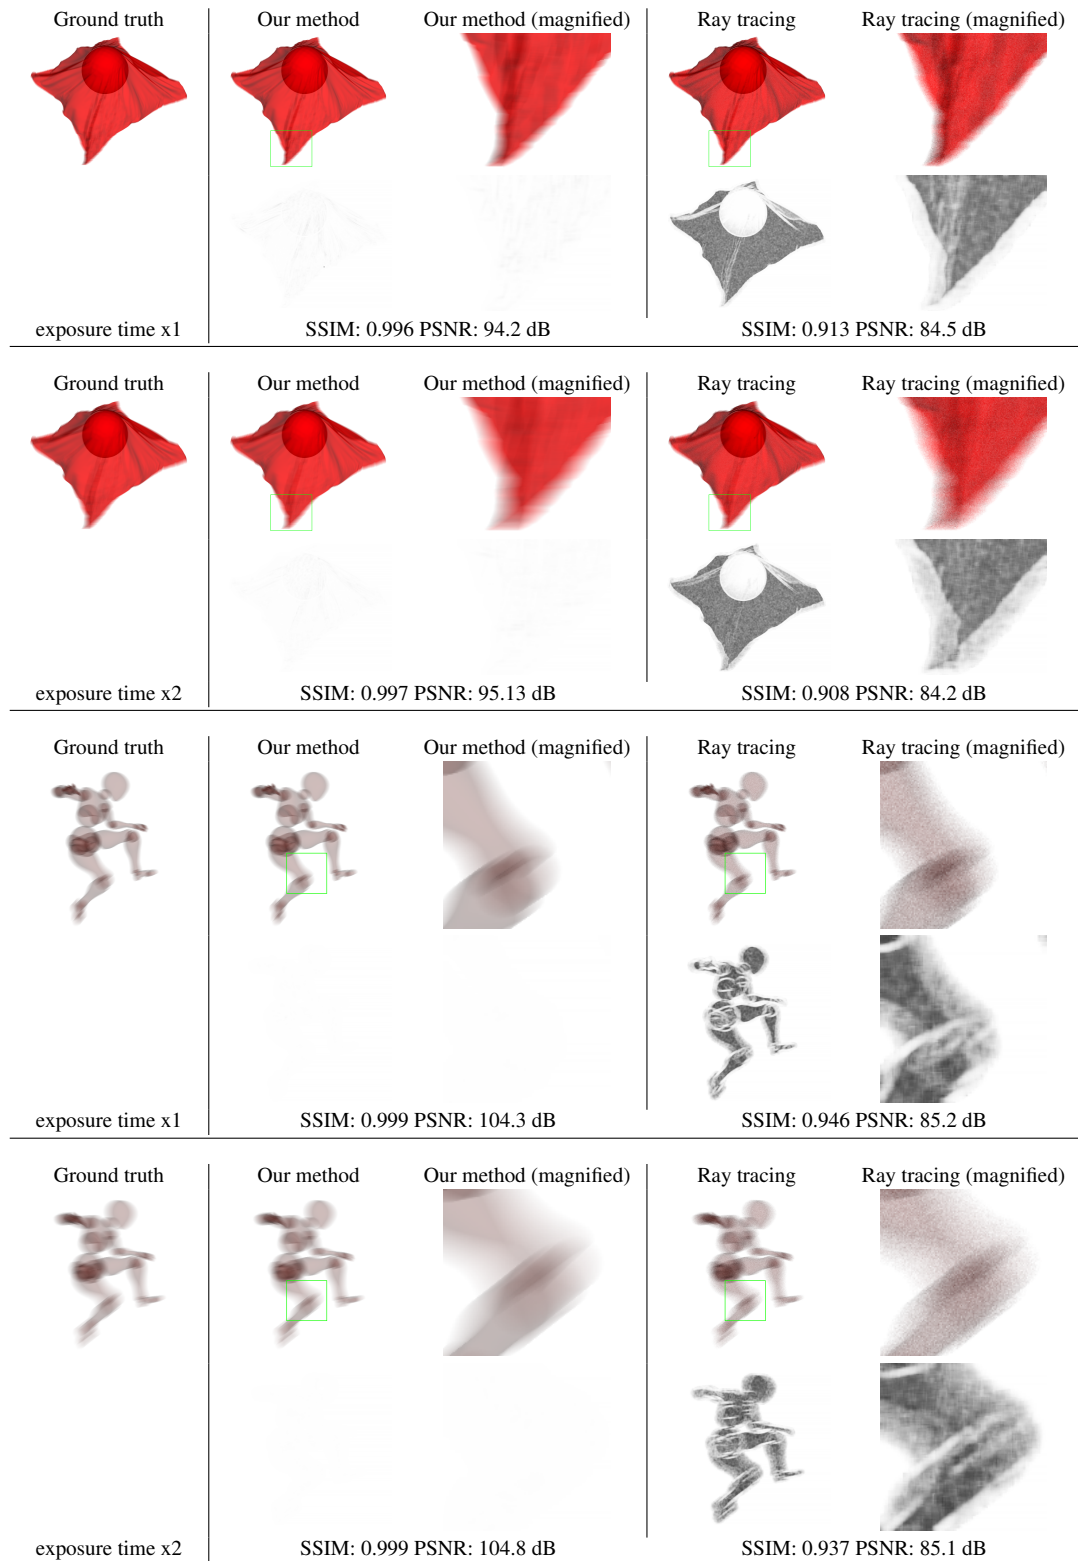 Ground truth Our method Our method (magnified) Ray tracing Ray tracing (magnified)
exposure time x1 SSIM: 0.996 PSNR: 94.2 dB SSIM: 0.913 PSNR: 84.5 dB
Ground truth Our method Our method (magnified) Ray tracing Ray tracing (magnified)
exposure time x2 SSIM: 0.997 PSNR: 95.13 dB SSIM: 0.908 PSNR: 84.2 dB
Ground truth Our method Our method (magnified) Ray tracing Ray tracing (magnified)
exposure time x1 SSIM: 0.999 PSNR: 104.3 dB SSIM: 0.946 PSNR: 85.2 dB
Ground truth Our method Our method (magnified) Ray tracing Ray tracing (magnified)
exposure time x2 SSIM: 0.999 PSNR: 104.8 dB SSIM: 0.937 PSNR: 85.1 dB